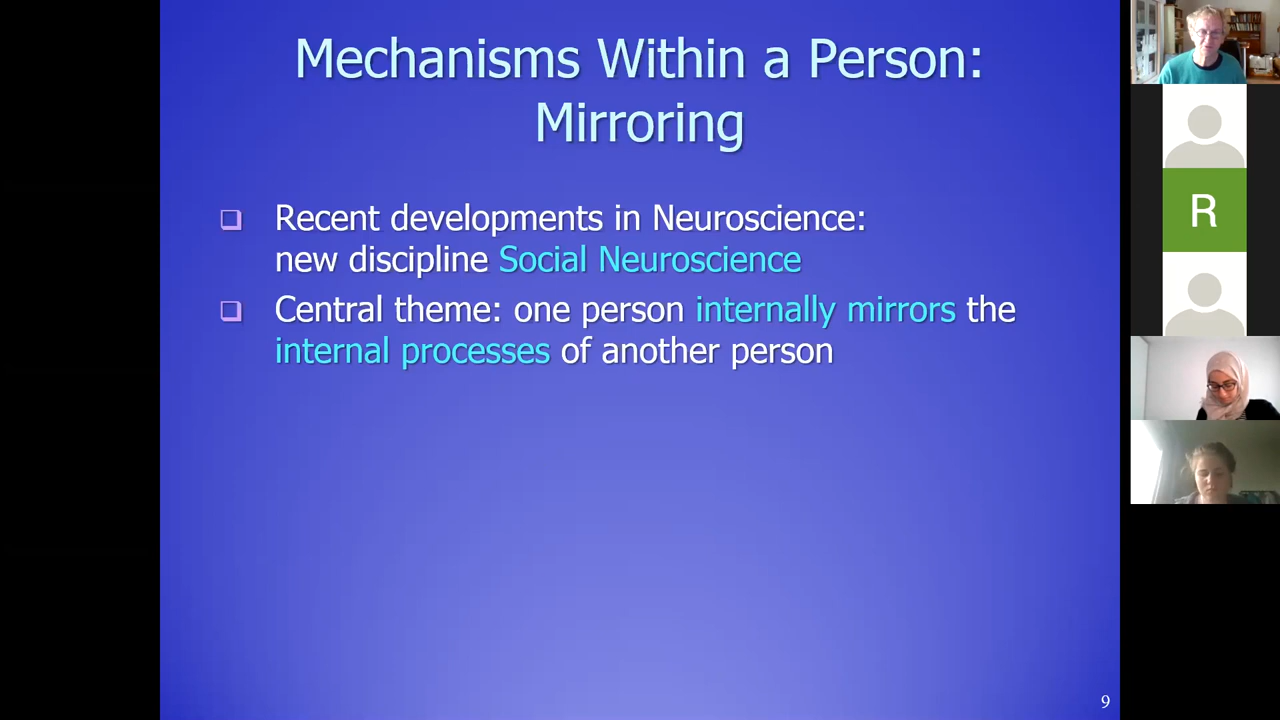 Mechanisms Within a Person:
Mirroring
Recent developments in Neuroscience:
new discipline Social Neuroscience
Central theme: one person internally mirrors the
internal processes of another person
R
9